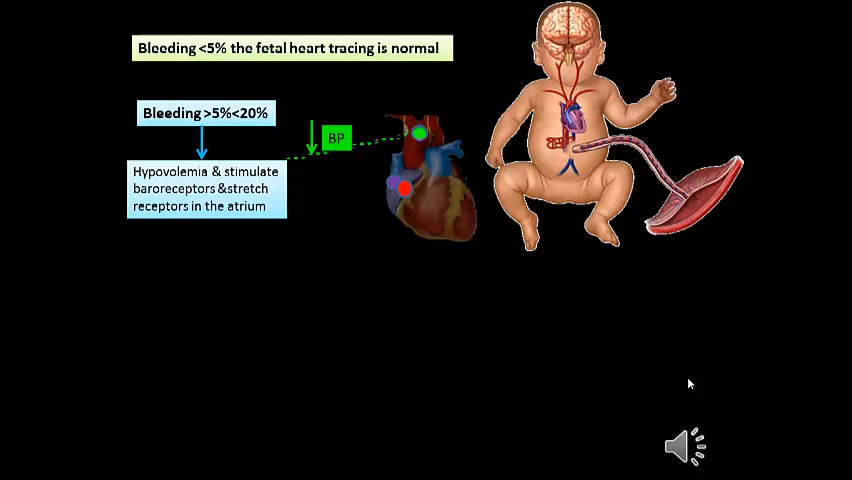 Bleeding <5% the fetal heart tracing is normal
Bleeding >5%<20%
BP
Hypovolemia & stimulate
baroreceptors &stretch
receptors in the atrium